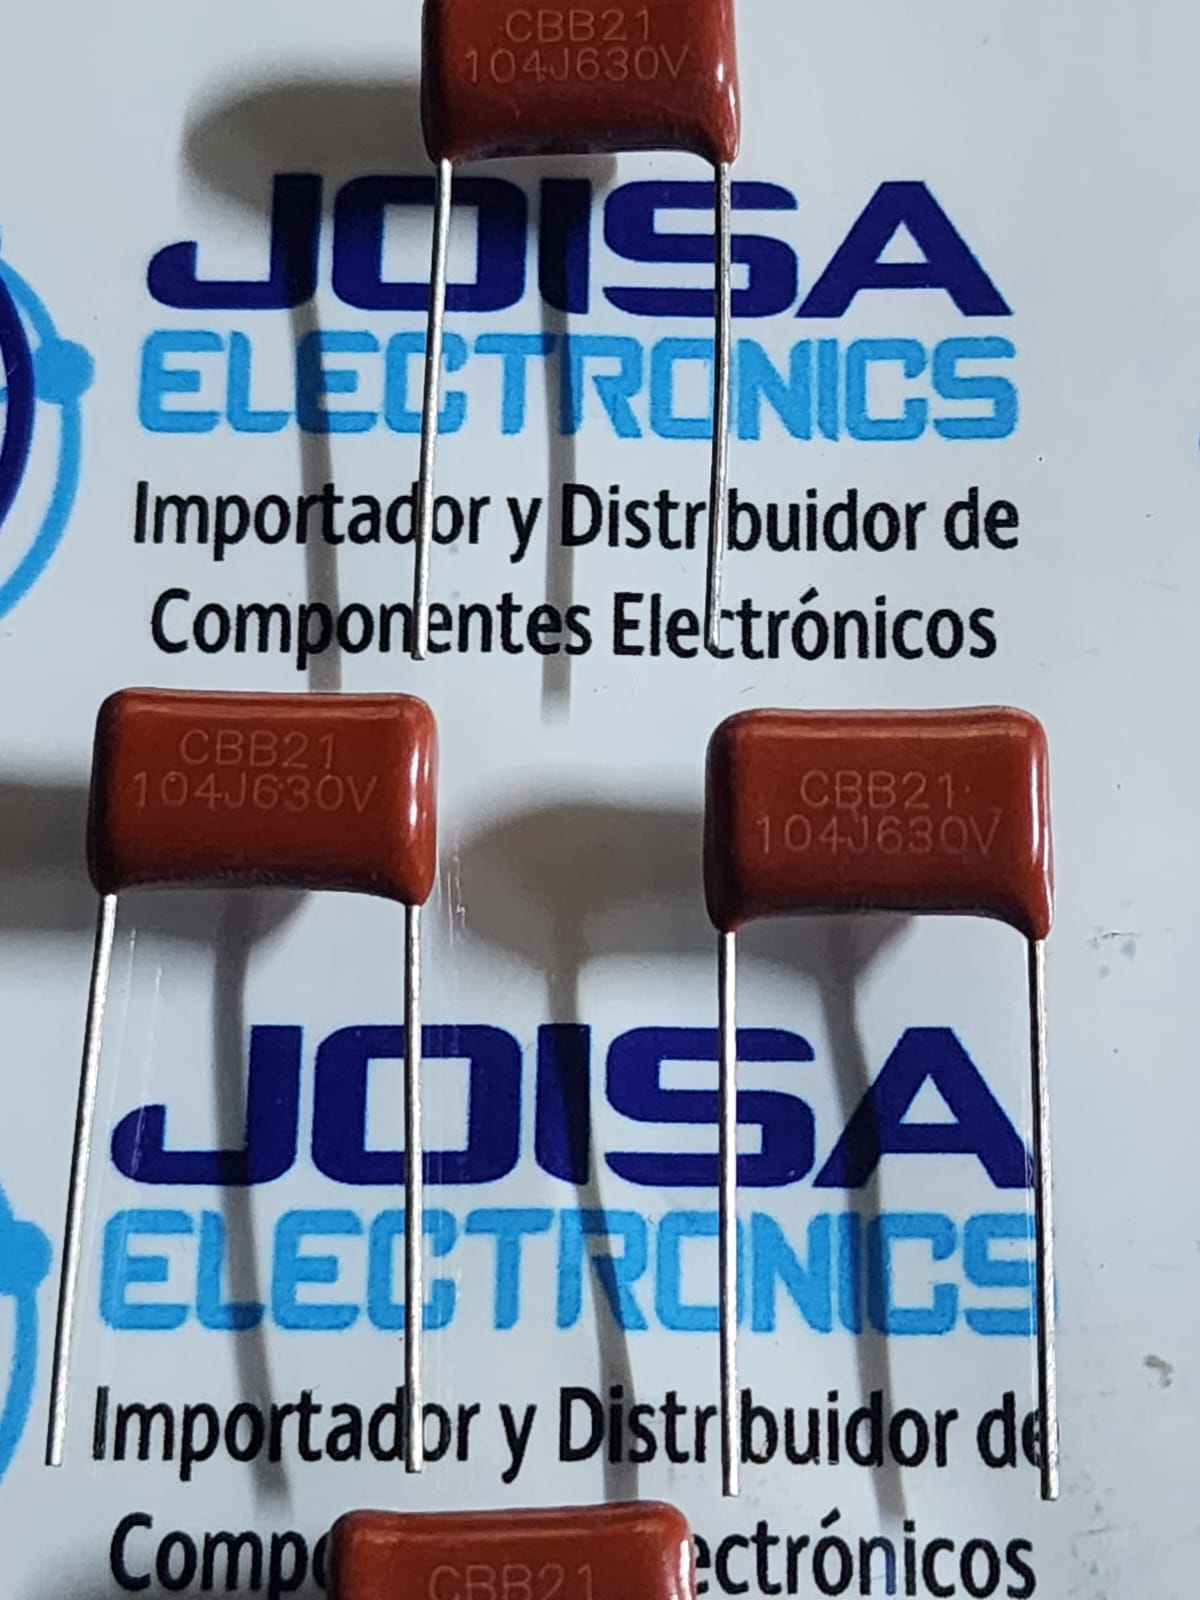 CBB21
104J630V
JOISA
ELECTRONICS
Importador y Distribuidor de
Componentes Electrónicos
CBB21
104J630V
CBB21
104J630V
JOISA
ELECTRONICS
Importador y Distribuidor de
CBB21